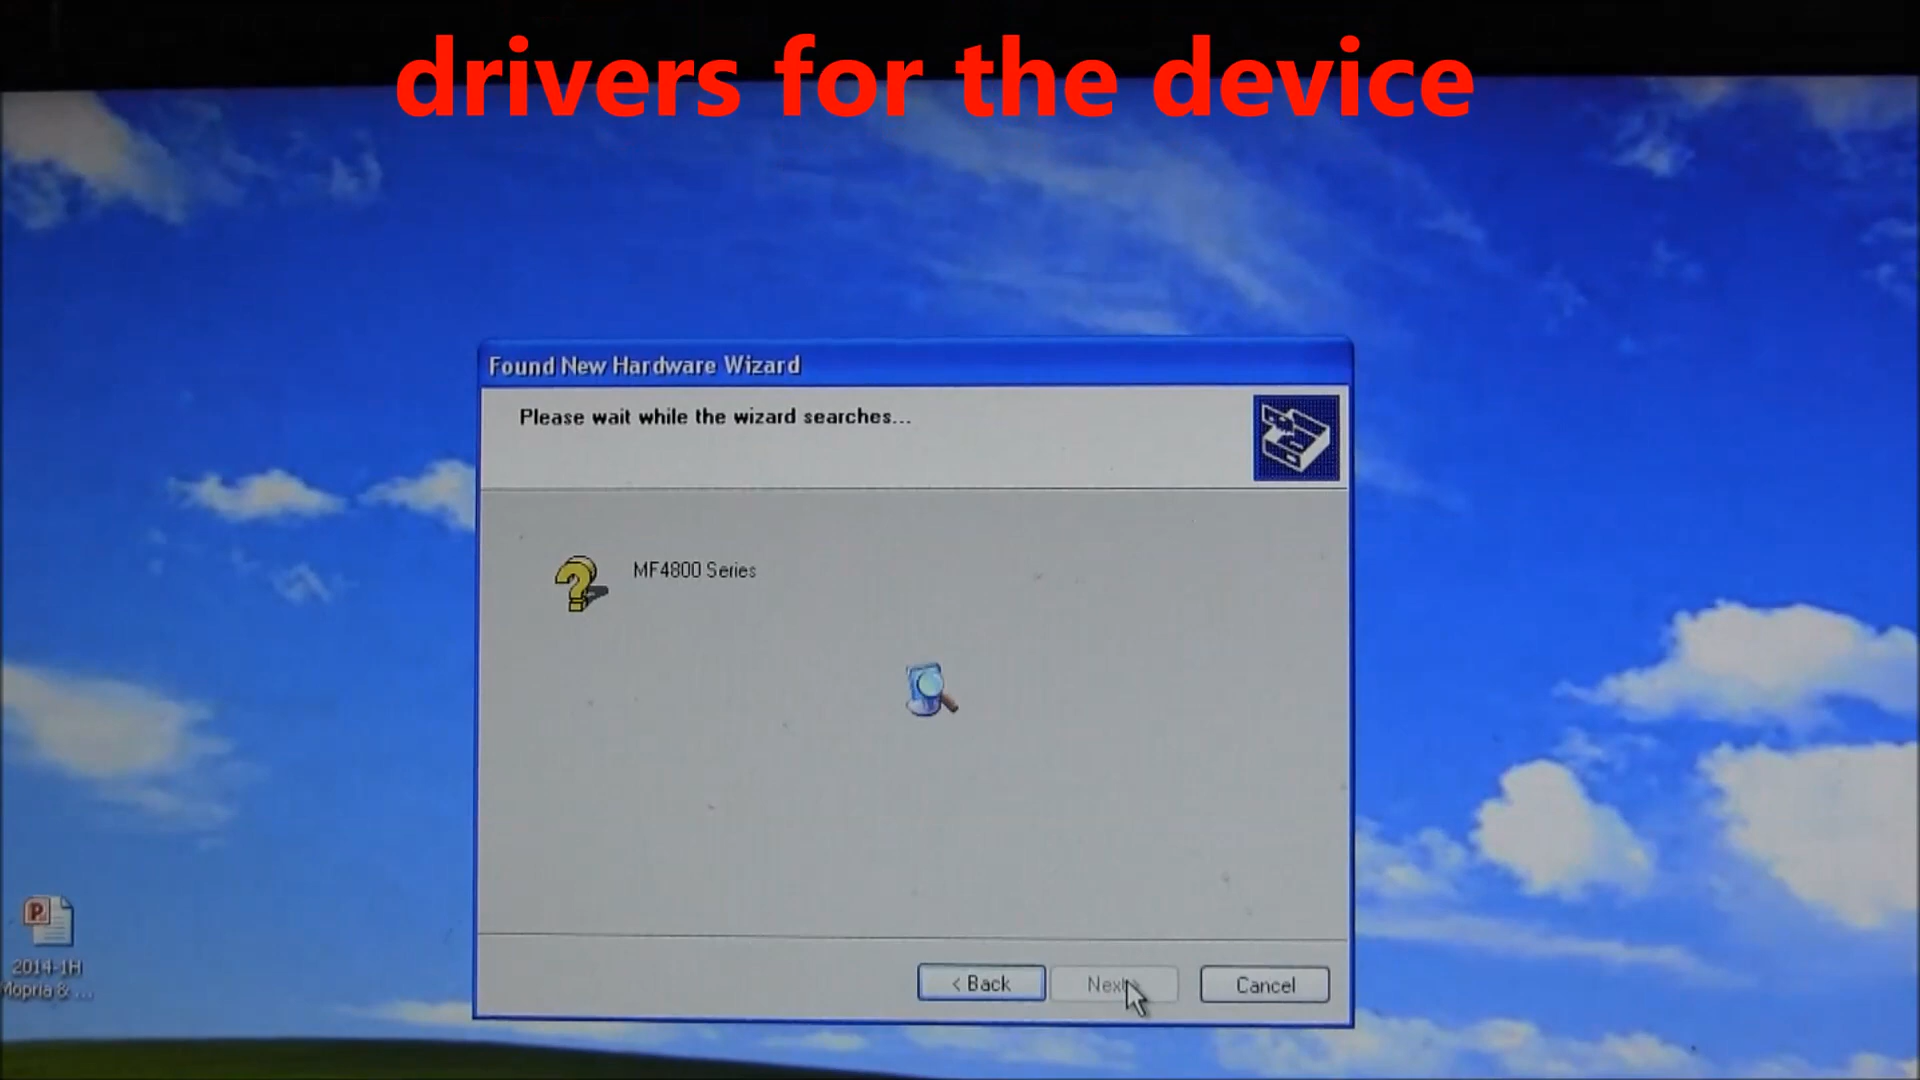 drivers for the device
Found New Hardware Wizard
Please wait while the wizard searches...
MF4800 Series
< Back
Next
Cancel
2014-1H
Mopria & ...